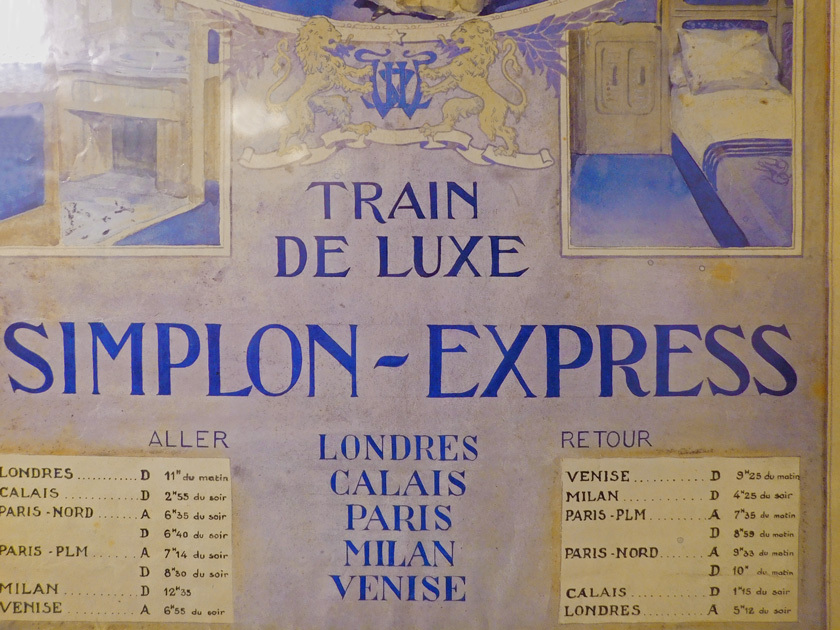 TRAIN
DE LUXE
SIMPLON-EXPRESS
ALLER
LONDRES ........... D 11ʰ du matin
CALAIS ............ D 2ʰ55 du soir
PARIS-NORD ....... A 6ʰ35 du soir
D 6ʰ40 du soir
PARIS-PLM ........ A 7ʰ14 du soir
D 8ʰ30 du soir
MILAN ............ D 12ʰ35
VENISE ........... A 6ʰ55 du soir
LONDRES
CALAIS
PARIS
MILAN
VENISE
RETOUR
VENISE ........... D 9ʰ25 du matin
MILAN ............ D 4ʰ25 du soir
PARIS-PLM ........ A 7ʰ35 du matin
D 8ʰ59 du matin
PARIS-NORD ....... A 9ʰ33 du matin
D 10ʰ du matin
CALAIS ........... D 1ʰ15 du soir
LONDRES .......... A 5ʰ12 du soir